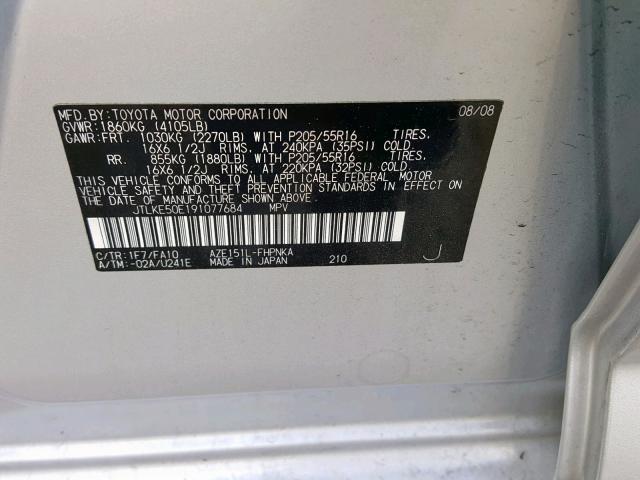 MFD.BY:TOYOTA MOTOR CORPORATION 08/08
GVWR:1860KG (4105LB)
GAWR:FRT. 1030KG (2270LB) WITH P205/55R16 TIRES.
16X6 1/2J RIMS. AT 240KPA (35PSI) COLD.
RR. 855KG (1880LB) WITH P205/55R16 TIRES.
16X6 1/2J RIMS. AT 220KPA (32PSI) COLD.
THIS VEHICLE CONFORMS TO ALL APPLICABLE FEDERAL MOTOR
VEHICLE SAFETY AND THEFT PREVENTION STANDARDS IN EFFECT ON
THE DATE OF MANUFACTURE SHOWN ABOVE.
JTLKE50E191077684 MPV
C/TR:1F7/FA10 AZE151L-FHPNKA
A/TM:-02A/U241E MADE IN JAPAN 210 J